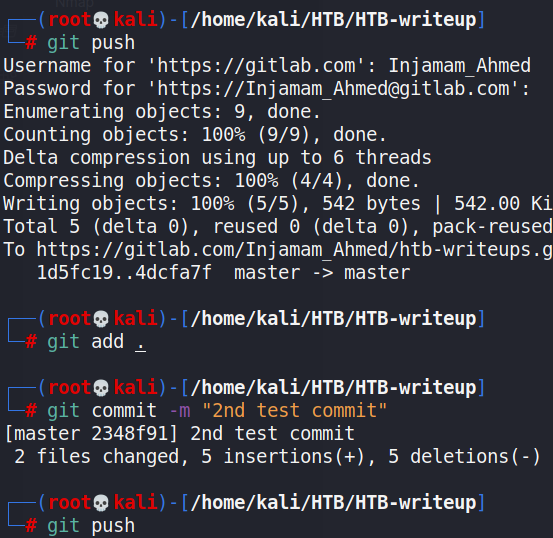 ┌──(root💀kali)-[/home/kali/HTB/HTB-writeup]
└─# git push
Username for 'https://gitlab.com': Injamam_Ahmed
Password for 'https://Injamam_Ahmed@gitlab.com':
Enumerating objects: 9, done.
Counting objects: 100% (9/9), done.
Delta compression using up to 6 threads
Compressing objects: 100% (4/4), done.
Writing objects: 100% (5/5), 542 bytes | 542.00 Ki
Total 5 (delta 0), reused 0 (delta 0), pack-reused
To https://gitlab.com/Injamam_Ahmed/htb-writeups.g
   1d5fc19..4dcfa7f  master -> master
┌──(root💀kali)-[/home/kali/HTB/HTB-writeup]
└─# git add .
┌──(root💀kali)-[/home/kali/HTB/HTB-writeup]
└─# git commit -m "2nd test commit"
[master 2348f91] 2nd test commit
 2 files changed, 5 insertions(+), 5 deletions(-)
┌──(root💀kali)-[/home/kali/HTB/HTB-writeup]
└─# git push